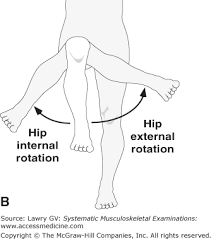 Hip
internal
rotation
Hip
external
rotation
B
Source: Lawry GV: Systematic Musculoskeletal Examinations:
www.accessmedicine.com
Copyright © The McGraw-Hill Companies, Inc. All rights reserved.